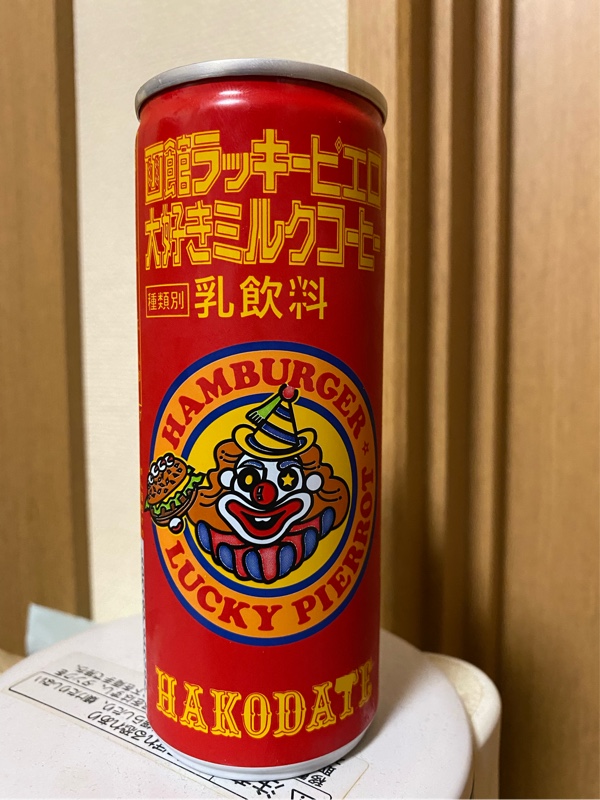 函館ラッキーピエロ
大好きミルクコーヒー
種類別 乳飲料
HAMBURGER
LUCKY PIERROT
HAKODATE